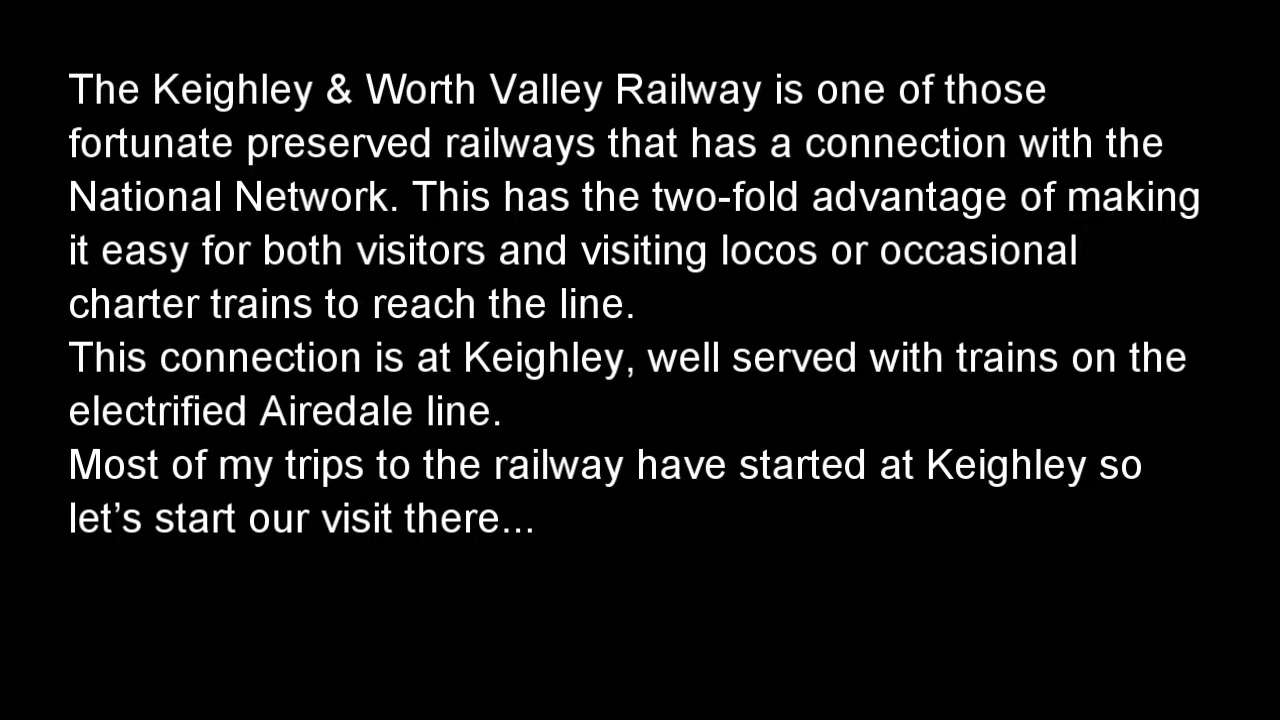 The Keighley & Worth Valley Railway is one of those
fortunate preserved railways that has a connection with the
National Network. This has the two-fold advantage of making
it easy for both visitors and visiting locos or occasional
charter trains to reach the line.
This connection is at Keighley, well served with trains on the
electrified Airedale line.
Most of my trips to the railway have started at Keighley so
let’s start our visit there...